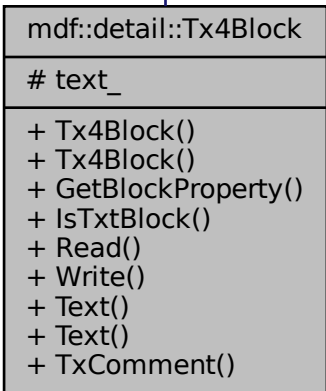 mdf::detail::Tx4Block
# text_
+ Tx4Block()
+ Tx4Block()
+ GetBlockProperty()
+ IsTxtBlock()
+ Read()
+ Write()
+ Text()
+ Text()
+ TxComment()